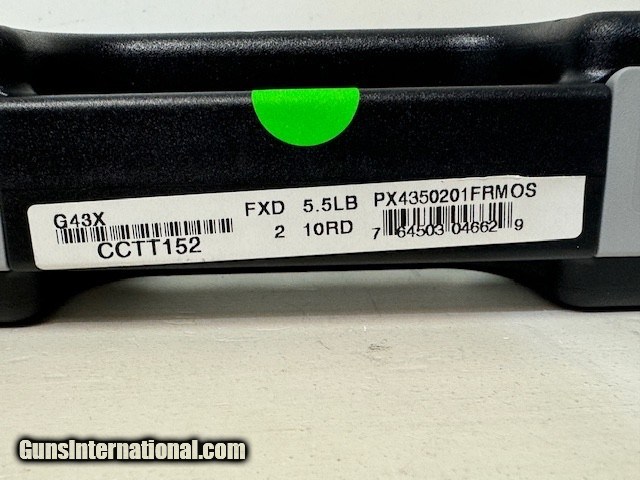 G43X FXD 5.5LB PX4350201FRMOS
CCTT152 2 10RD 7 64503 04662 9
GunsInternational.com